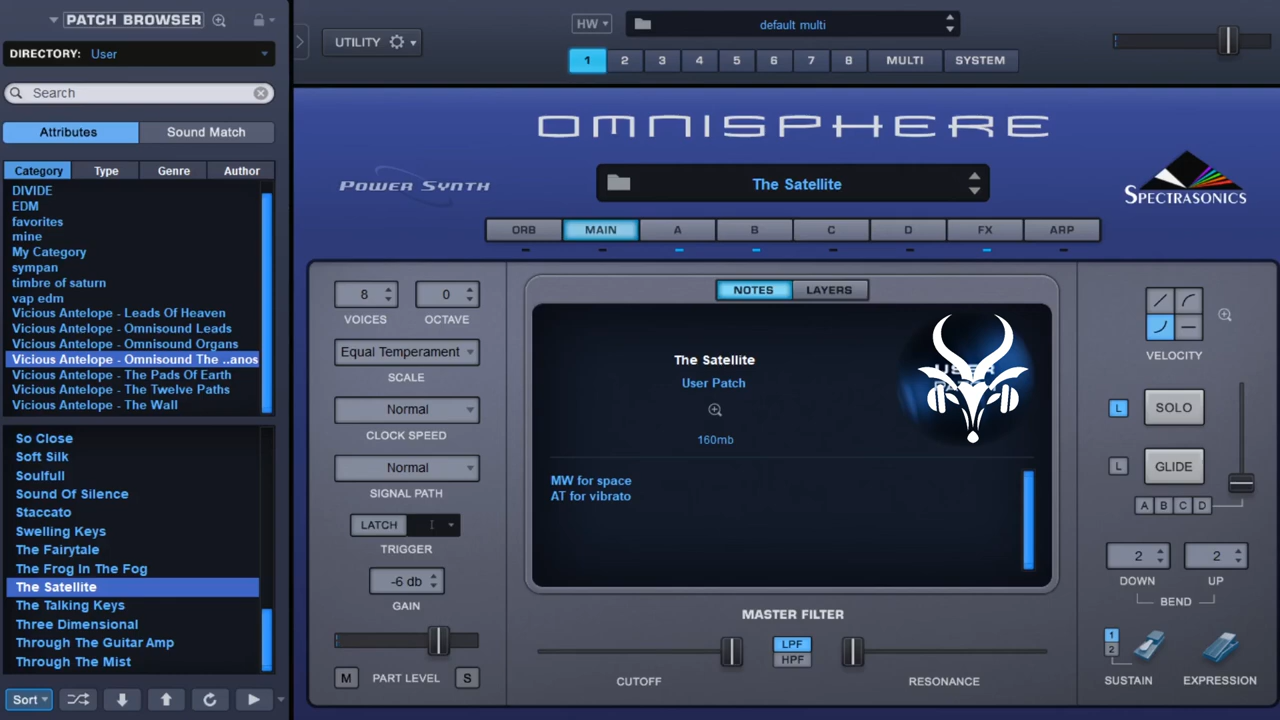 PATCH BROWSER
DIRECTORY: User
Search
Attributes
Sound Match
Category
Type
Genre
Author
DIVIDE
EDM
favorites
mine
My Category
sympan
timbre of saturn
vap edm
Vicious Antelope - Leads Of Heaven
Vicious Antelope - Omnisound Leads
Vicious Antelope - Omnisound Organs
Vicious Antelope - Omnisound The ..anos
Vicious Antelope - The Pads Of Earth
Vicious Antelope - The Twelve Paths
Vicious Antelope - The Wall
So Close
Soft Silk
Soulfull
Sound Of Silence
Staccato
Swelling Keys
The Fairytale
The Frog In The Fog
The Satellite
The Talking Keys
Three Dimensional
Through The Guitar Amp
Through The Mist
Sort
UTILITY
HW
default multi
1 2 3 4 5 6 7 8 MULTI SYSTEM
OMNISPHERE
POWER SYNTH
The Satellite
SPECTRASONICS
ORB MAIN A B C D FX ARP
8
VOICES
0
OCTAVE
Equal Temperament
SCALE
Normal
CLOCK SPEED
Normal
SIGNAL PATH
LATCH
TRIGGER
-6 db
GAIN
M PART LEVEL S
NOTES LAYERS
The Satellite
User Patch
160mb
MW for space
AT for vibrato
MASTER FILTER
LPF
HPF
CUTOFF
RESONANCE
VELOCITY
L SOLO
L GLIDE
A B C D
2
DOWN
2
UP
BEND
1
2
SUSTAIN
EXPRESSION